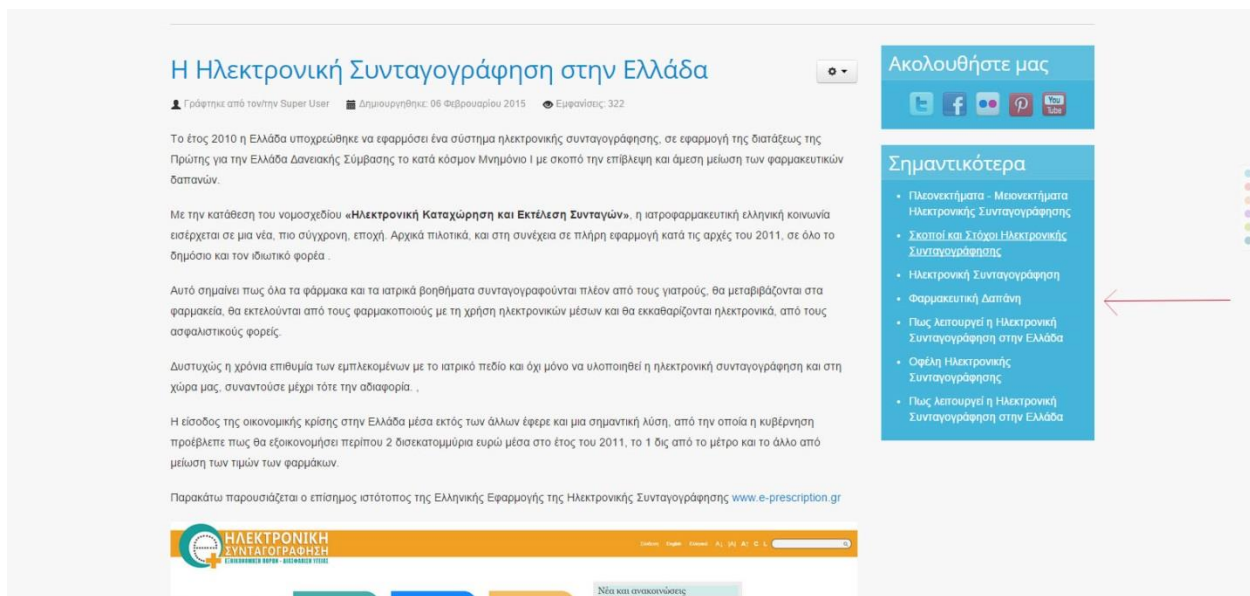 Η Ηλεκτρονική Συνταγογράφηση στην Ελλάδα
Γράφτηκε από τον/την Super User Δημιουργηθηκε: 06 Φεβρουαρίου 2015 Εμφανίσεις: 322
Το έτος 2010 η Ελλάδα υποχρεώθηκε να εφαρμόσει ένα σύστημα ηλεκτρονικής συνταγογράφησης, σε εφαρμογή της διατάξεως της
Πρώτης για την Ελλάδα Δανειακής Σύμβασης το κατά κόσμον Μνημόνιο Ι με σκοπό την επίβλεψη και άμεση μείωση των φαρμακευτικών
δαπανών.
Με την κατάθεση του νομοσχεδίου «Ηλεκτρονική Καταχώρηση και Εκτέλεση Συνταγών», η ιατροφαρμακευτική ελληνική κοινωνία
εισέρχεται σε μια νέα, πιο σύγχρονη, εποχή. Αρχικά πιλοτικά, και στη συνέχεια σε πλήρη εφαρμογή κατά τις αρχές του 2011, σε όλο το
δημόσιο και τον ιδιωτικό φορέα .
Αυτό σημαίνει πως όλα τα φάρμακα και τα ιατρικά βοηθήματα συνταγογραφούνται πλέον από τους γιατρούς, θα μεταβιβάζονται στα
φαρμακεία, θα εκτελούνται από τους φαρμακοποιούς με τη χρήση ηλεκτρονικών μέσων και θα εκκαθαρίζονται ηλεκτρονικά, από τους
ασφαλιστικούς φορείς.
Δυστυχώς η χρόνια επιθυμία των εμπλεκομένων με το ιατρικό πεδίο και όχι μόνο να υλοποιηθεί η ηλεκτρονική συνταγογράφηση και στη
χώρα μας, συναντούσε μέχρι τότε την αδιαφορία. ,
Η είσοδος της οικονομικής κρίσης στην Ελλάδα μέσα εκτός των άλλων έφερε και μια σημαντική λύση, από την οποία η κυβέρνηση
προέβλεπε πως θα εξοικονομήσει περίπου 2 δισεκατομμύρια ευρώ μέσα στο έτος του 2011, το 1 δις από το μέτρο και το άλλο από
μείωση των τιμών των φαρμάκων.
Παρακάτω παρουσιάζεται ο επίσημος ιστότοπος της Ελληνικής Εφαρμογής της Ηλεκτρονικής Συνταγογράφησης www.e-prescription.gr
ΗΛΕΚΤΡΟΝΙΚΗ
ΣΥΝΤΑΓΟΓΡΑΦΗΣΗ
ΕΞΟΙΚΟΝΟΜΗΣΗ ΠΟΡΩΝ - ΔΙΑΣΦΑΛΙΣΗ ΥΓΕΙΑΣ
Νέα και ανακοινώσεις
Ακολουθήστε μας
You
Tube
Σημαντικότερα
Πλεονεκτήματα - Μειονεκτήματα
Ηλεκτρονικής Συνταγογράφησης
Σκοποί και Στόχοι Ηλεκτρονικής
Συνταγογράφησης
Ηλεκτρονική Συνταγογράφηση
Φαρμακευτική Δαπάνη
Πως λειτουργεί η Ηλεκτρονική
Συνταγογράφηση στην Ελλάδα
Οφέλη Ηλεκτρονικής
Συνταγογράφησης
Πως λειτουργεί η Ηλεκτρονική
Συνταγογράφηση στην Ελλάδα